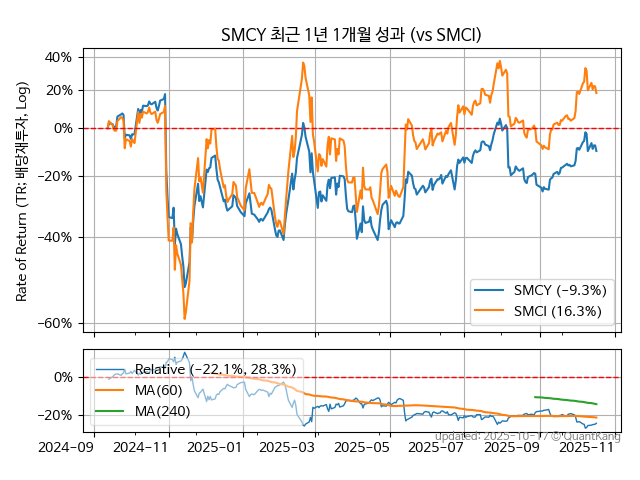 SMCY 최근 1년 1개월 성과 (vs SMCI)
Rate of Return (TR: 배당재투자, Log)
40%
20%
0%
−20%
−40%
−60%
SMCY (−9.3%)
SMCI (16.3%)
0%
−20%
Relative (−22.1%, 28.3%)
MA(60)
MA(240)
2024-09
2024-11
2025-01
2025-03
2025-05
2025-07
2025-09
2025-11
updated: 2025-10-17 © QuantKang